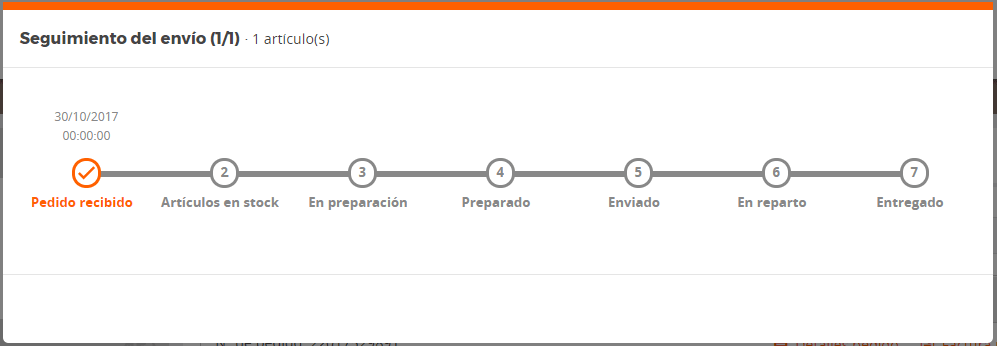 Seguimiento del envío (1/1) · 1 artículo(s)
30/10/2017
00:00:00
2
3
4
5
6
7
Pedido recibido
Artículos en stock
En preparación
Preparado
Enviado
En reparto
Entregado